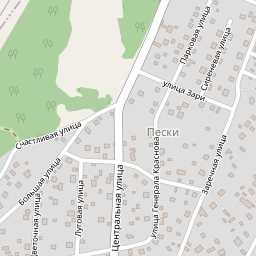 Парковая улица
Сиреневая улица
улица Зари
Счастливая улица
Пески
Большая улица
Заречная улица
улица Генерала Краснова
Центральная улица
Луговая улица
Цветочная улица